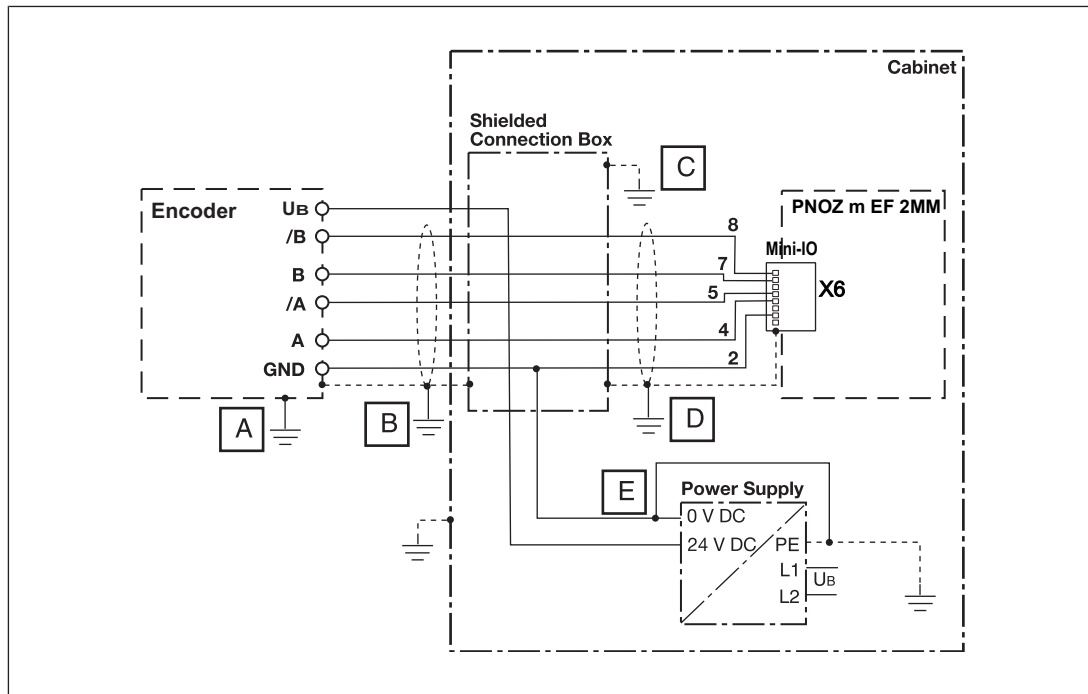 Cabinet
Shielded
Connection Box
C
Encoder
UB
/B
B
/A
A
GND
8
7
5
4
2
PNOZ m EF 2MM
Mini-IO
X6
A
B
D
E
Power Supply
0 V DC
24 V DC
PE
L1
L2
UB